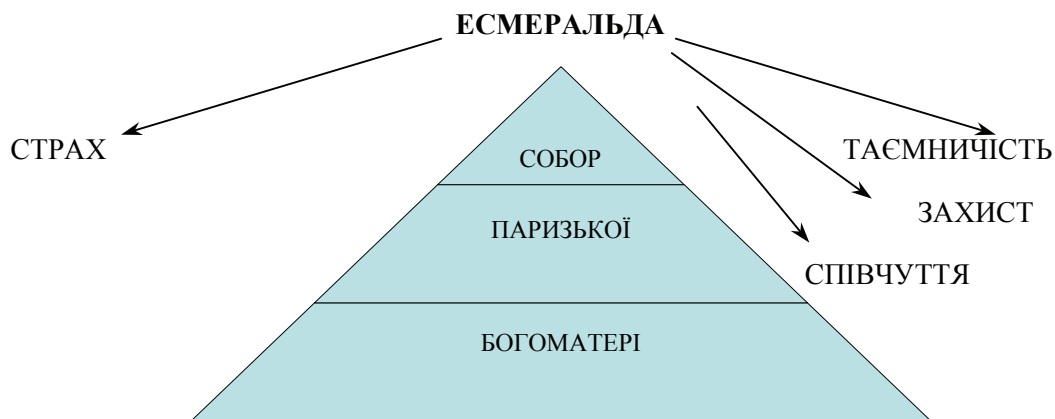 ЕСМЕРАЛЬДА
СТРАХ
ТАЄМНИЧІСТЬ
СОБОР
ЗАХИСТ
ПАРИЗЬКОЇ
СПІВЧУТТЯ
БОГОМАТЕРІ